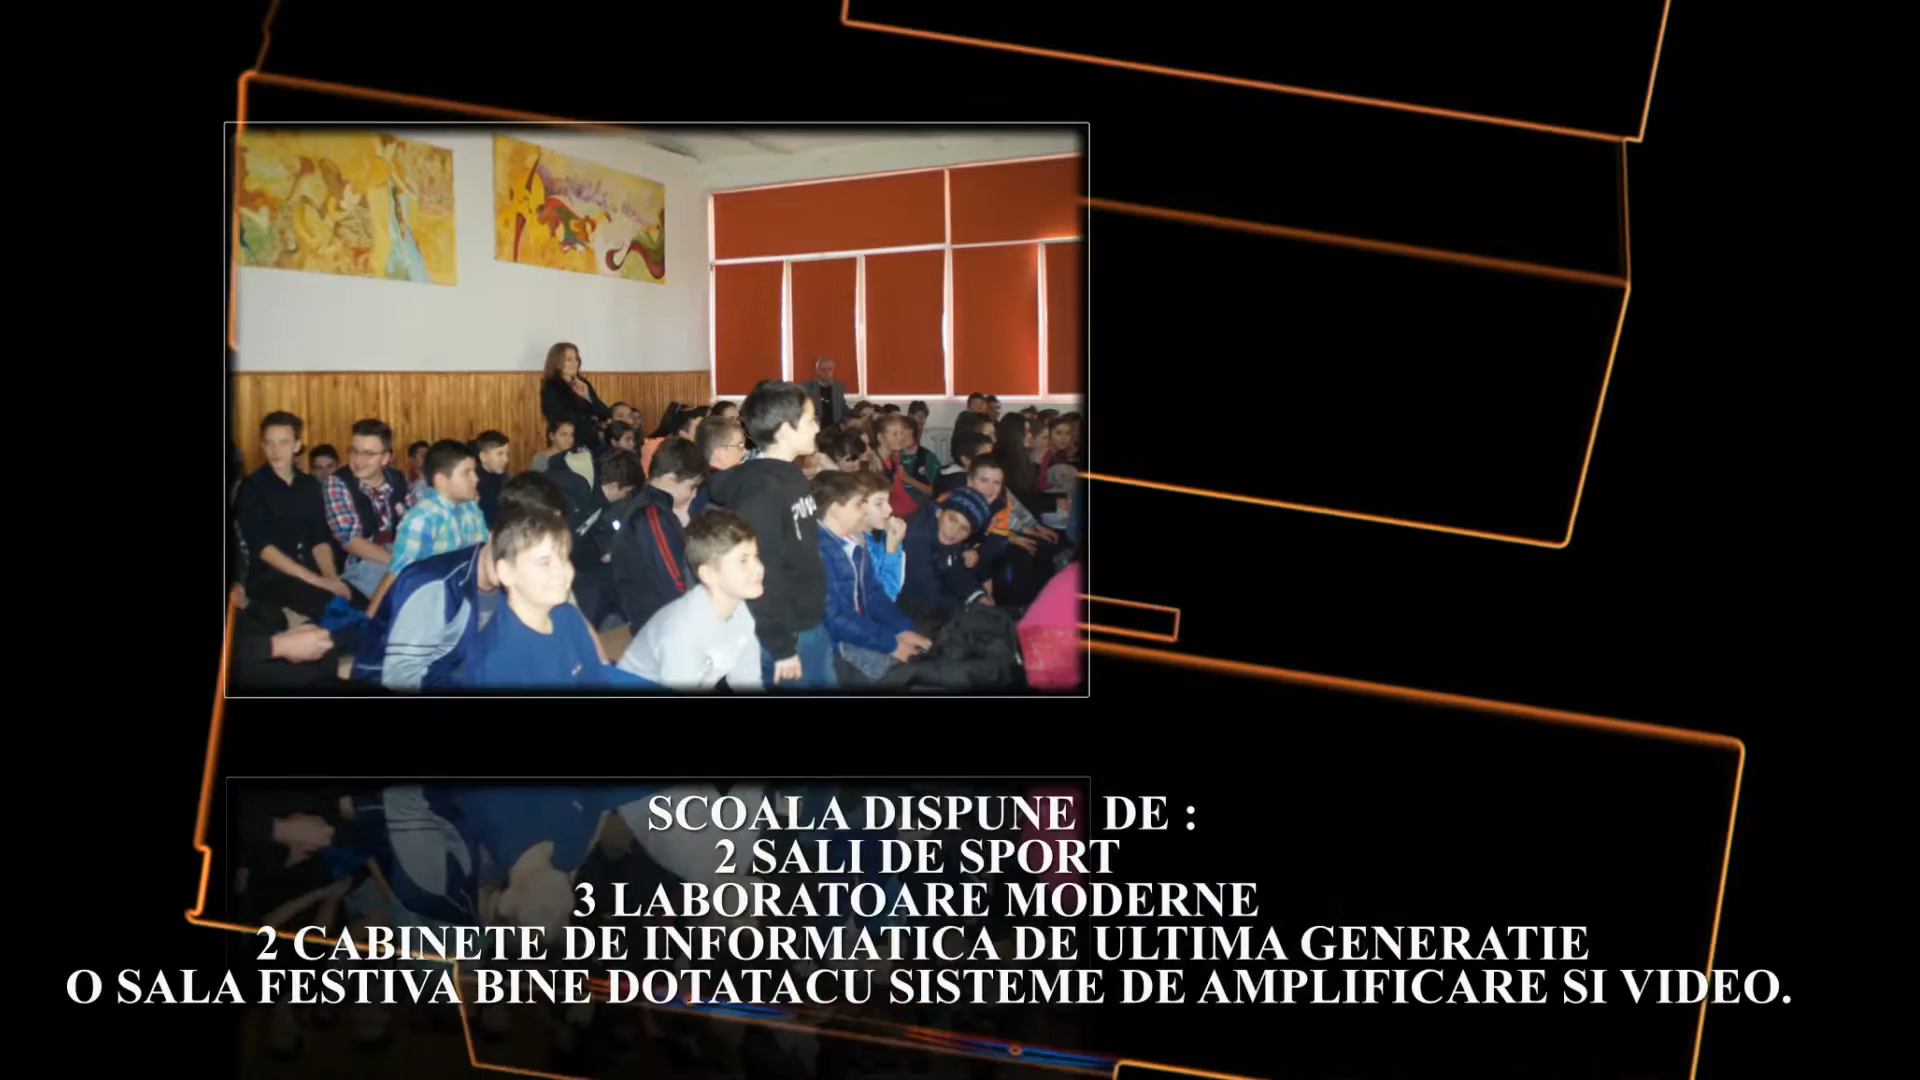 SCOALA DISPUNE DE :
2 SALI DE SPORT
3 LABORATOARE MODERNE
2 CABINETE DE INFORMATICA DE ULTIMA GENERATIE
O SALA FESTIVA BINE DOTATACU SISTEME DE AMPLIFICARE SI VIDEO.